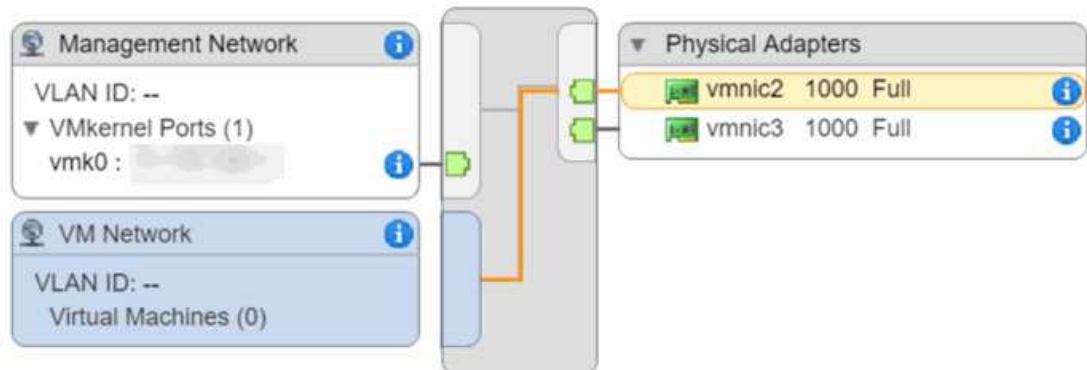 Management Network
VLAN ID: --
VMkernel Ports (1)
vmk0 :
VM Network
VLAN ID: --
Virtual Machines (0)
Physical Adapters
vmnic2 1000 Full
vmnic3 1000 Full